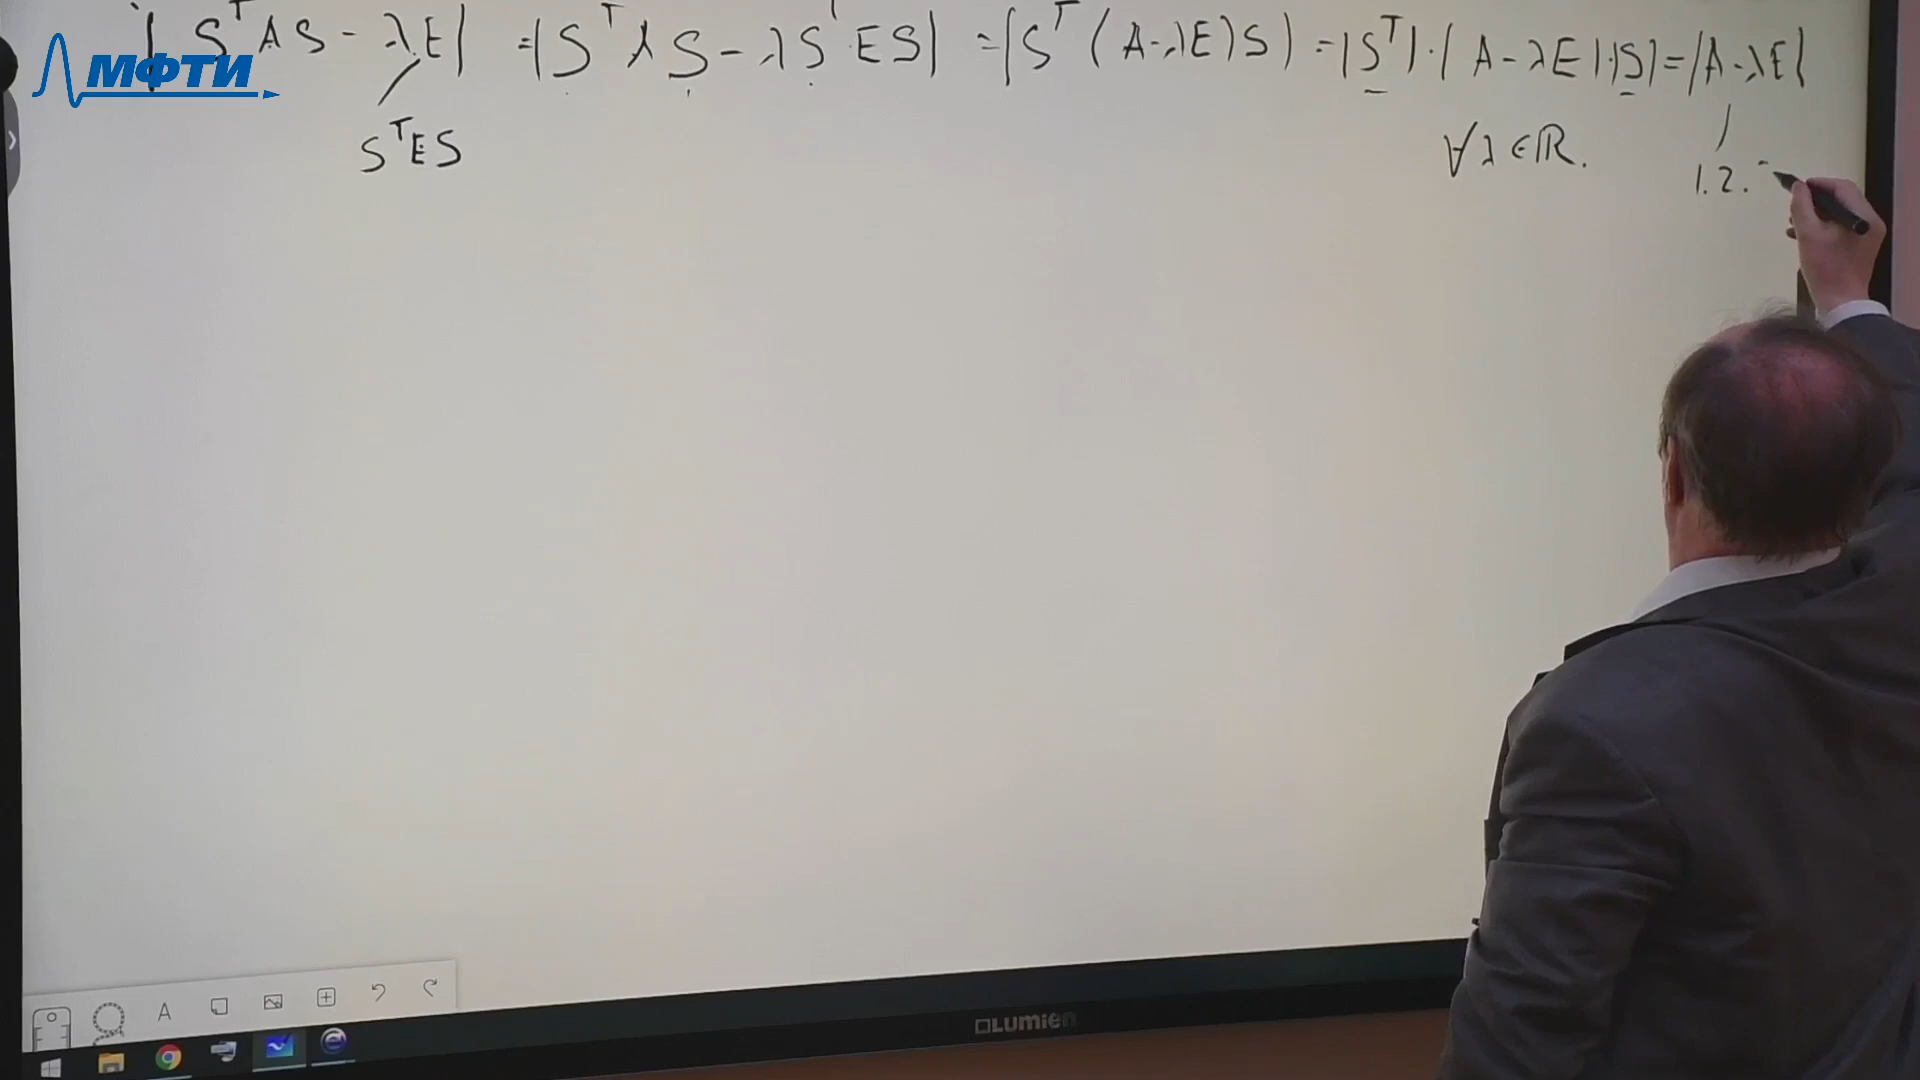 |SᵀAS - λE| = |SᵀAS - λSᵀES| = |Sᵀ(A-λE)S| = |Sᵀ|·|A-λE|·|S| = |A-λE|
МФТИ
SᵀES
∀λ∈ℝ.
1.2.
A
LUMIEN